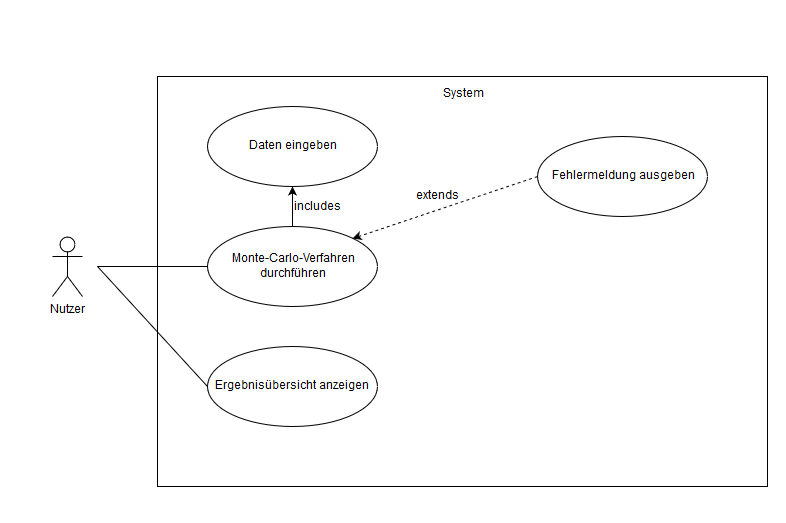 System
Daten eingeben
Fehlermeldung ausgeben
extends
includes
Monte-Carlo-Verfahren
durchführen
Nutzer
Ergebnisübersicht anzeigen